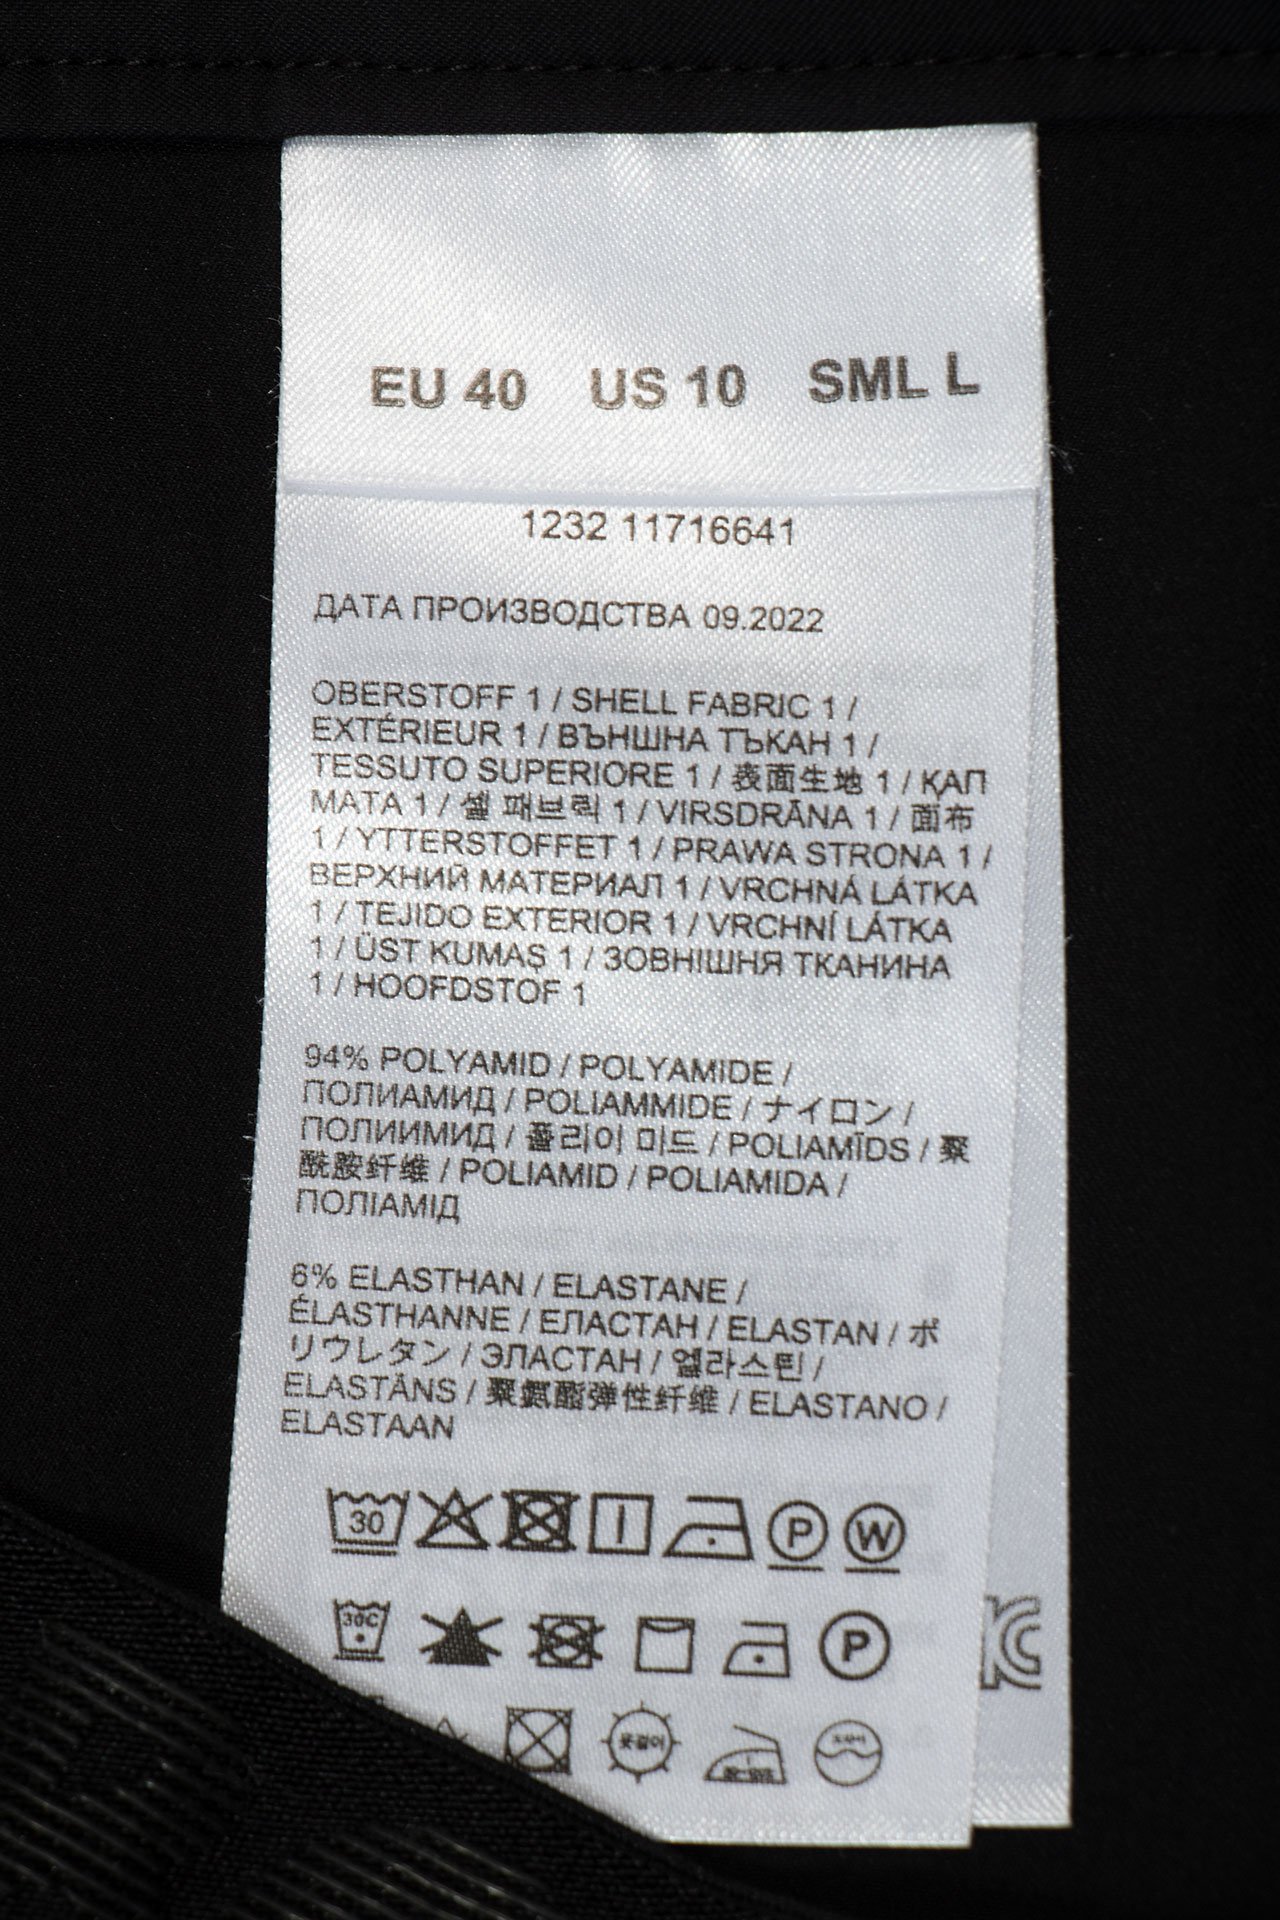 EU 40 US 10 SML L
1232 11716641
ДАТА ПРОИЗВОДСТВА 09.2022
OBERSTOFF 1 / SHELL FABRIC 1 /
EXTÉRIEUR 1 / ВЪНШНА ТЪКАН 1 /
TESSUTO SUPERIORE 1 / 表面生地 1 / ҚАП
МАТА 1 / 셸 패브릭 1 / VIRSDRĀNA 1 / 面布
1 / YTTERSTOFFET 1 / PRAWA STRONA 1 /
ВЕРХНИЙ МАТЕРИАЛ 1 / VRCHNÁ LÁTKA
1 / TEJIDO EXTERIOR 1 / VRCHNÍ LÁTKA
1 / ÜST KUMAŞ 1 / ЗОВНІШНЯ ТКАНИНА
1 / HOOFDSTOF 1
94% POLYAMID / POLYAMIDE /
ПОЛИАМИД / POLIAMMIDE / ナイロン /
ПОЛИИМИД / 폴리이 미드 / POLIAMĪDS / 聚
酰胺纤维 / POLIAMID / POLIAMIDA /
ПОЛІАМІД
6% ELASTHAN / ELASTANE /
ÉLASTHANNE / ЕЛАСТАН / ELASTAN / ポ
リウレタン / ЭЛАСТАН / 엘라스틴 /
ELASTĀNS / 聚氨酯弹性纤维 / ELASTANO /
ELASTAAN
30 P W
30C P
KC
옷걸이